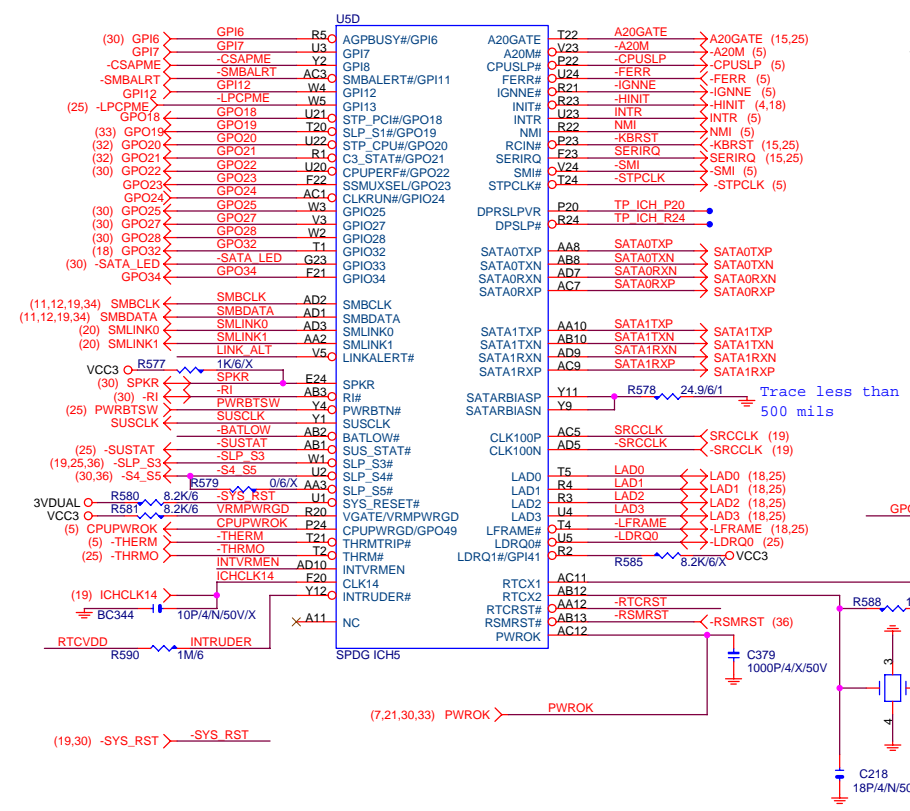 U5D
(30) GPI6 GPI6 R5 AGPBUSY#/GPI6
GPI7 GPI7 U3 GPI7
-CSAPME -CSAPME Y2 GPI8
-SMBALRT -SMBALRT AC3 SMBALERT#/GPI11
GPI12 GPI12 W4 GPI12
(25) -LPCPME -LPCPME W5 GPI13
GPO18 GPO18 U21 STP_PCI#/GPO18
(33) GPO19 GPO19 T20 SLP_S1#/GPO19
(32) GPO20 GPO20 U22 STP_CPU#/GPO20
(32) GPO21 GPO21 R1 C3_STAT#/GPO21
(30) GPO22 GPO22 U20 CPUPERF#/GPO22
GPO23 GPO23 F22 SSMUXSEL/GPO23
GPO24 GPO24 AC1 CLKRUN#/GPIO24
(30) GPO25 GPO25 W3 GPIO25
(30) GPO27 GPO27 V3 GPIO27
(30) GPO28 GPO28 W2 GPIO28
(18) GPO32 GPO32 T1 GPIO32
(30) -SATA_LED -SATA_LED G23 GPIO33
GPO34 GPO34 F21 GPIO34
(11,12,19,34) SMBCLK SMBCLK AD2 SMBCLK
(11,12,19,34) SMBDATA SMBDATA AD1 SMBDATA
(20) SMLINK0 SMLINK0 AD3 SMLINK0
(20) SMLINK1 SMLINK1 AA2 SMLINK1
LINK_ALT V5 LINKALERT#
VCC3 R577 1K/6/X
(30) SPKR SPKR E24 SPKR
(30) -RI -RI AB3 RI#
(25) PWRBTSW PWRBTSW Y4 PWRBTN#
SUSCLK SUSCLK Y1 SUSCLK
-BATLOW AB2 BATLOW#
(25) -SUSTAT -SUSTAT AB1 SUS_STAT#
(19,25,36) -SLP_S3 -SLP_S3 W1 SLP_S3#
(30,36) -S4_S5 -S4_S5 U2 SLP_S4#
R579 0/6/X AA3 SLP_S5#
3VDUAL R580 8.2K/6 -SYS_RST U1 SYS_RESET#
VCC3 R581 8.2K/6 VRMPWRGD R20 VGATE/VRMPWRGD
(5) CPUPWROK CPUPWROK P24 CPUPWRGD/GPO49
(5) -THERM -THERM T21 THRMTRIP#
(25) -THRMO -THRMO T2 THRM#
INTVRMEN AD10 INTVRMEN
ICHCLK14 F20 CLK14
(19) ICHCLK14 Y12 INTRUDER#
BC344 10P/4/N/50V/X
A11 NC
RTCVDD R590 1M/6 INTRUDER
SPDG ICH5
A20GATE T22 A20GATE A20GATE (15,25)
A20M# V23 -A20M -A20M (5)
CPUSLP# P22 -CPUSLP -CPUSLP (5)
FERR# U24 -FERR -FERR (5)
IGNNE# R21 -IGNNE -IGNNE (5)
INIT# R23 -HINIT -HINIT (4,18)
INTR U23 INTR INTR (5)
NMI R22 NMI NMI (5)
RCIN# P23 -KBRST -KBRST (15,25)
SERIRQ F23 SERIRQ SERIRQ (15,25)
SMI# V24 -SMI -SMI (5)
STPCLK# T24 -STPCLK -STPCLK (5)
DPRSLPVR P20 TP_ICH_P20
DPSLP# R24 TP_ICH_R24
SATA0TXP AA8 SATA0TXP SATA0TXP
SATA0TXN AB8 SATA0TXN SATA0TXN
SATA0RXN AD7 SATA0RXN SATA0RXN
SATA0RXP AC7 SATA0RXP SATA0RXP
SATA1TXP AA10 SATA1TXP SATA1TXP
SATA1TXN AB10 SATA1TXN SATA1TXN
SATA1RXN AD9 SATA1RXN SATA1RXN
SATA1RXP AC9 SATA1RXP SATA1RXP
SATARBIASP Y11 R578 24.9/6/1
SATARBIASN Y9
Trace less than
500 mils
CLK100P AC5 SRCCLK SRCCLK (19)
CLK100N AD5 -SRCCLK -SRCCLK (19)
LAD0 T5 LAD0 LAD0 (18,25)
LAD1 R4 LAD1 LAD1 (18,25)
LAD2 R3 LAD2 LAD2 (18,25)
LAD3 U4 LAD3 LAD3 (18,25)
LFRAME# T4 -LFRAME -LFRAME (18,25)
LDRQ0# U5 -LDRQ0 -LDRQ0 (25)
LDRQ1#/GPI41 R2 R585 8.2K/6/X VCC3
RTCX1 AC11
RTCX2 AB12
RTCRST# AA12 -RTCRST
RSMRST# AB13 -RSMRST -RSMRST (36)
PWROK AC12
C379
1000P/4/X/50V
(7,21,30,33) PWROK PWROK
(19,30) -SYS_RST -SYS_RST
GPO
R588 1
3
4
C218
18P/4/N/50